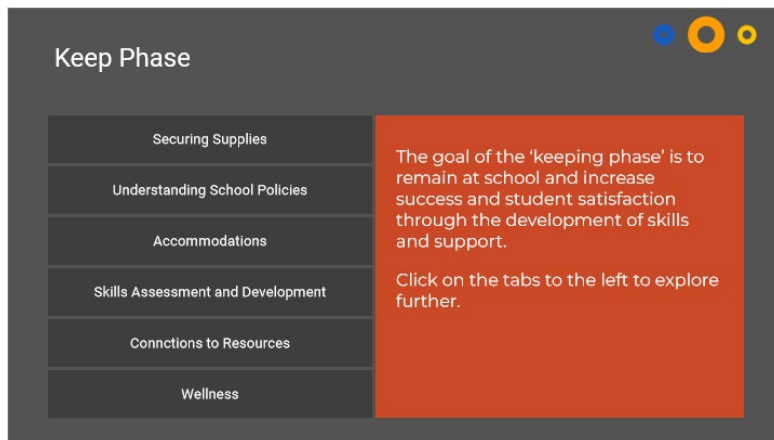 Keep Phase
Securing Supplies
Understanding School Policies
Accommodations
Skills Assessment and Development
Connctions to Resources
Wellness
The goal of the ‘keeping phase’ is to
remain at school and increase
success and student satisfaction
through the development of skills
and support.
Click on the tabs to the left to explore
further.